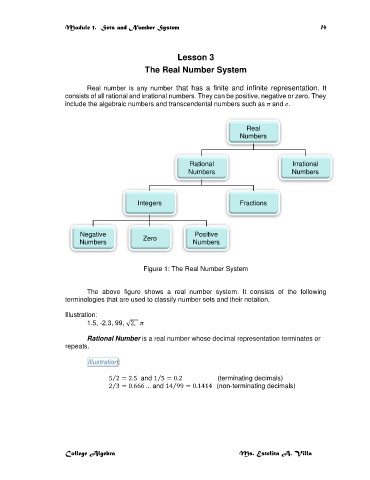 Module 1. Sets and Number System 14
Lesson 3
The Real Number System
Real number is any number that has a finite and infinite representation. It
consists of all rational and irrational numbers. They can be positive, negative or zero. They
include the algebraic numbers and transcendental numbers such as π and e.
Real
Numbers
Rational
Numbers
Irrational
Numbers
Integers
Fractions
Negative
Numbers
Zero
Positive
Numbers
Figure 1: The Real Number System
The above figure shows a real number system. It consists of the following
terminologies that are used to classify number sets and their notation.
Illustration:
1.5, -2.3, 99, √2, π
Rational Number is a real number whose decimal representation terminates or
repeats.
Illustration:
5/2 = 2.5 and 1/5 = 0.2 (terminating decimals)
2/3 = 0.666 ... and 14/99 = 0.1414 (non-terminating decimals)
College Algebra Ms. Estelita A. Villa